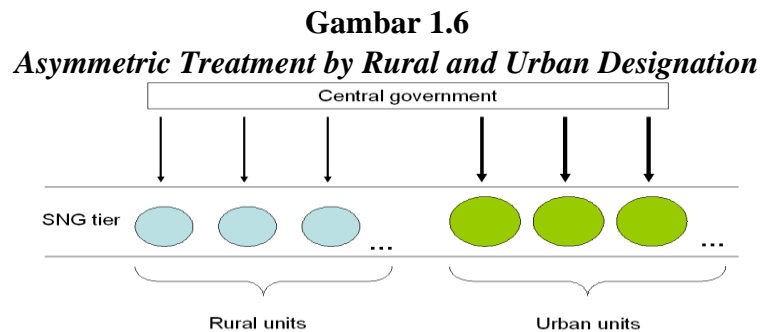 Gambar 1.6
Asymmetric Treatment by Rural and Urban Designation
Central government
SNG tier
... ...
Rural units Urban units